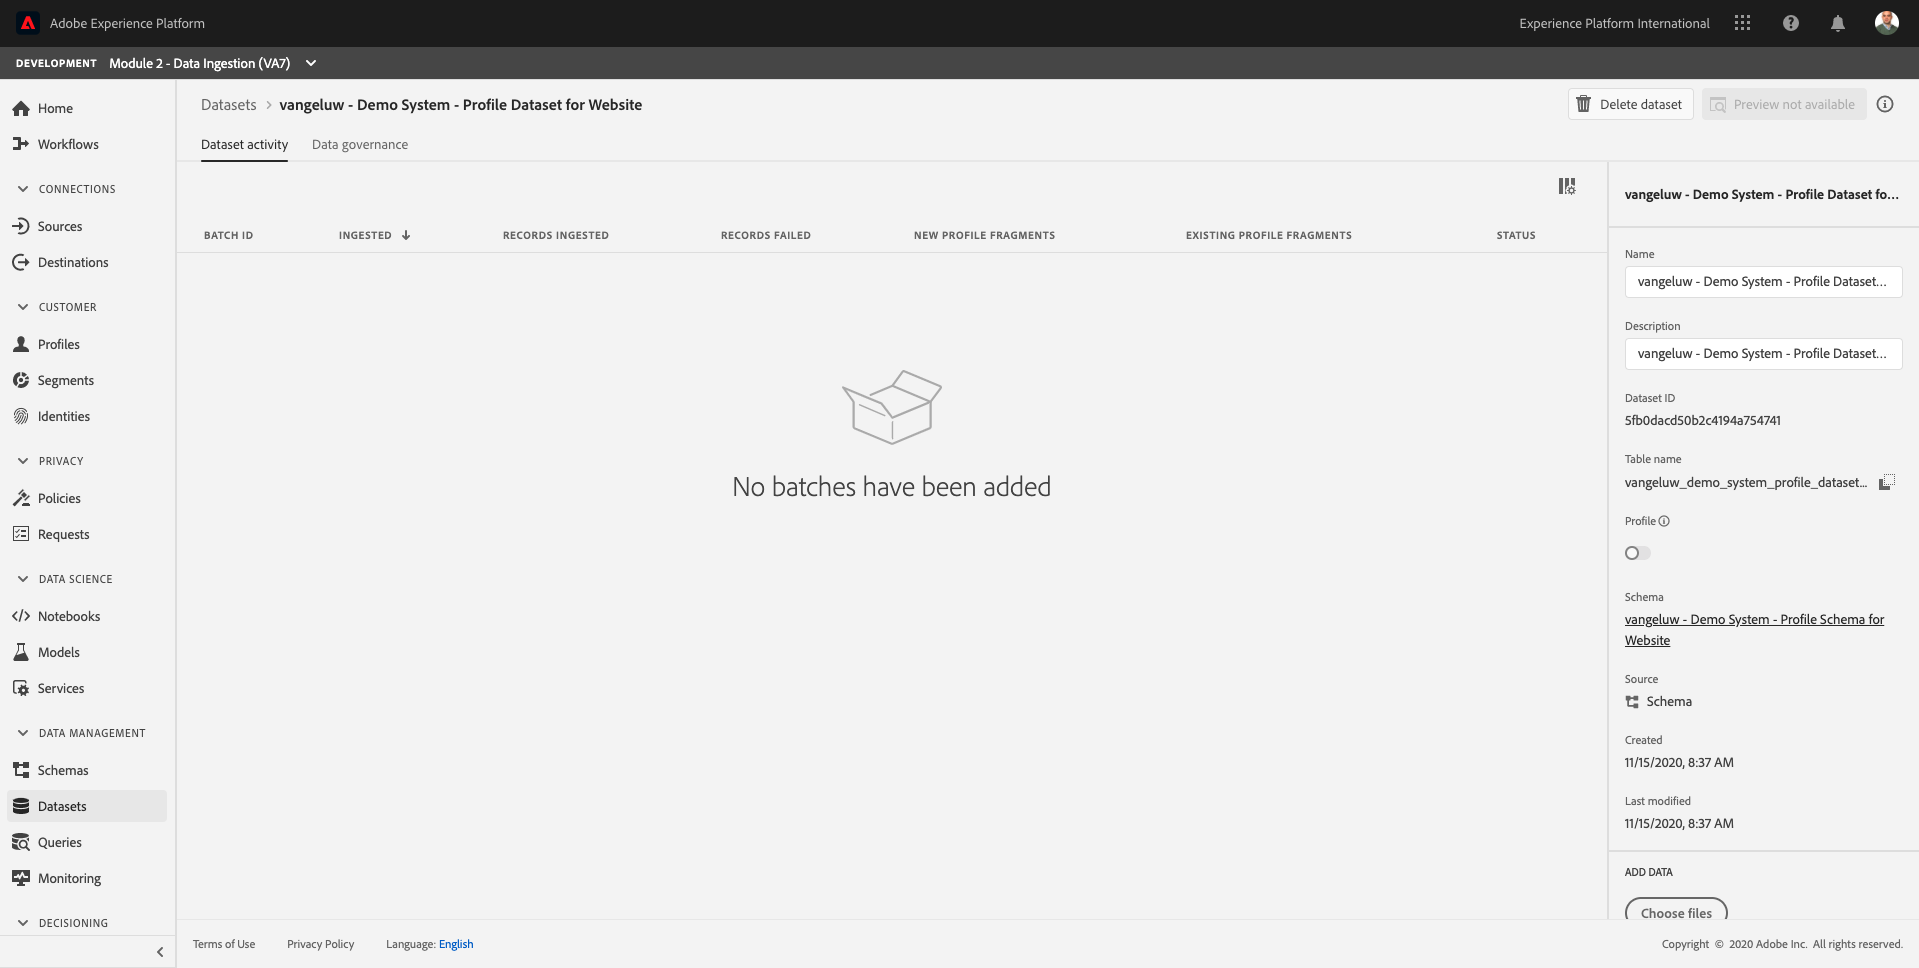 Adobe Experience Platform
Experience Platform International
DEVELOPMENT Module 2 - Data Ingestion (VA7)
Home
Workflows
CONNECTIONS
Sources
Destinations
CUSTOMER
Profiles
Segments
Identities
PRIVACY
Policies
Requests
DATA SCIENCE
Notebooks
Models
Services
DATA MANAGEMENT
Schemas
Datasets
Queries
Monitoring
DECISIONING
Datasets > vangeluw - Demo System - Profile Dataset for Website
Delete dataset
Preview not available
Dataset activity
Data governance
BATCH ID INGESTED ↓ RECORDS INGESTED RECORDS FAILED NEW PROFILE FRAGMENTS EXISTING PROFILE FRAGMENTS STATUS
No batches have been added
vangeluw - Demo System - Profile Dataset fo...
Name
vangeluw - Demo System - Profile Dataset...
Description
vangeluw - Demo System - Profile Dataset...
Dataset ID
5fb0dacd50b2c4194a754741
Table name
vangeluw_demo_system_profile_dataset...
Profile
Schema
vangeluw - Demo System - Profile Schema for
Website
Source
Schema
Created
11/15/2020, 8:37 AM
Last modified
11/15/2020, 8:37 AM
ADD DATA
Choose files
Terms of Use Privacy Policy Language: English
Copyright © 2020 Adobe Inc. All rights reserved.